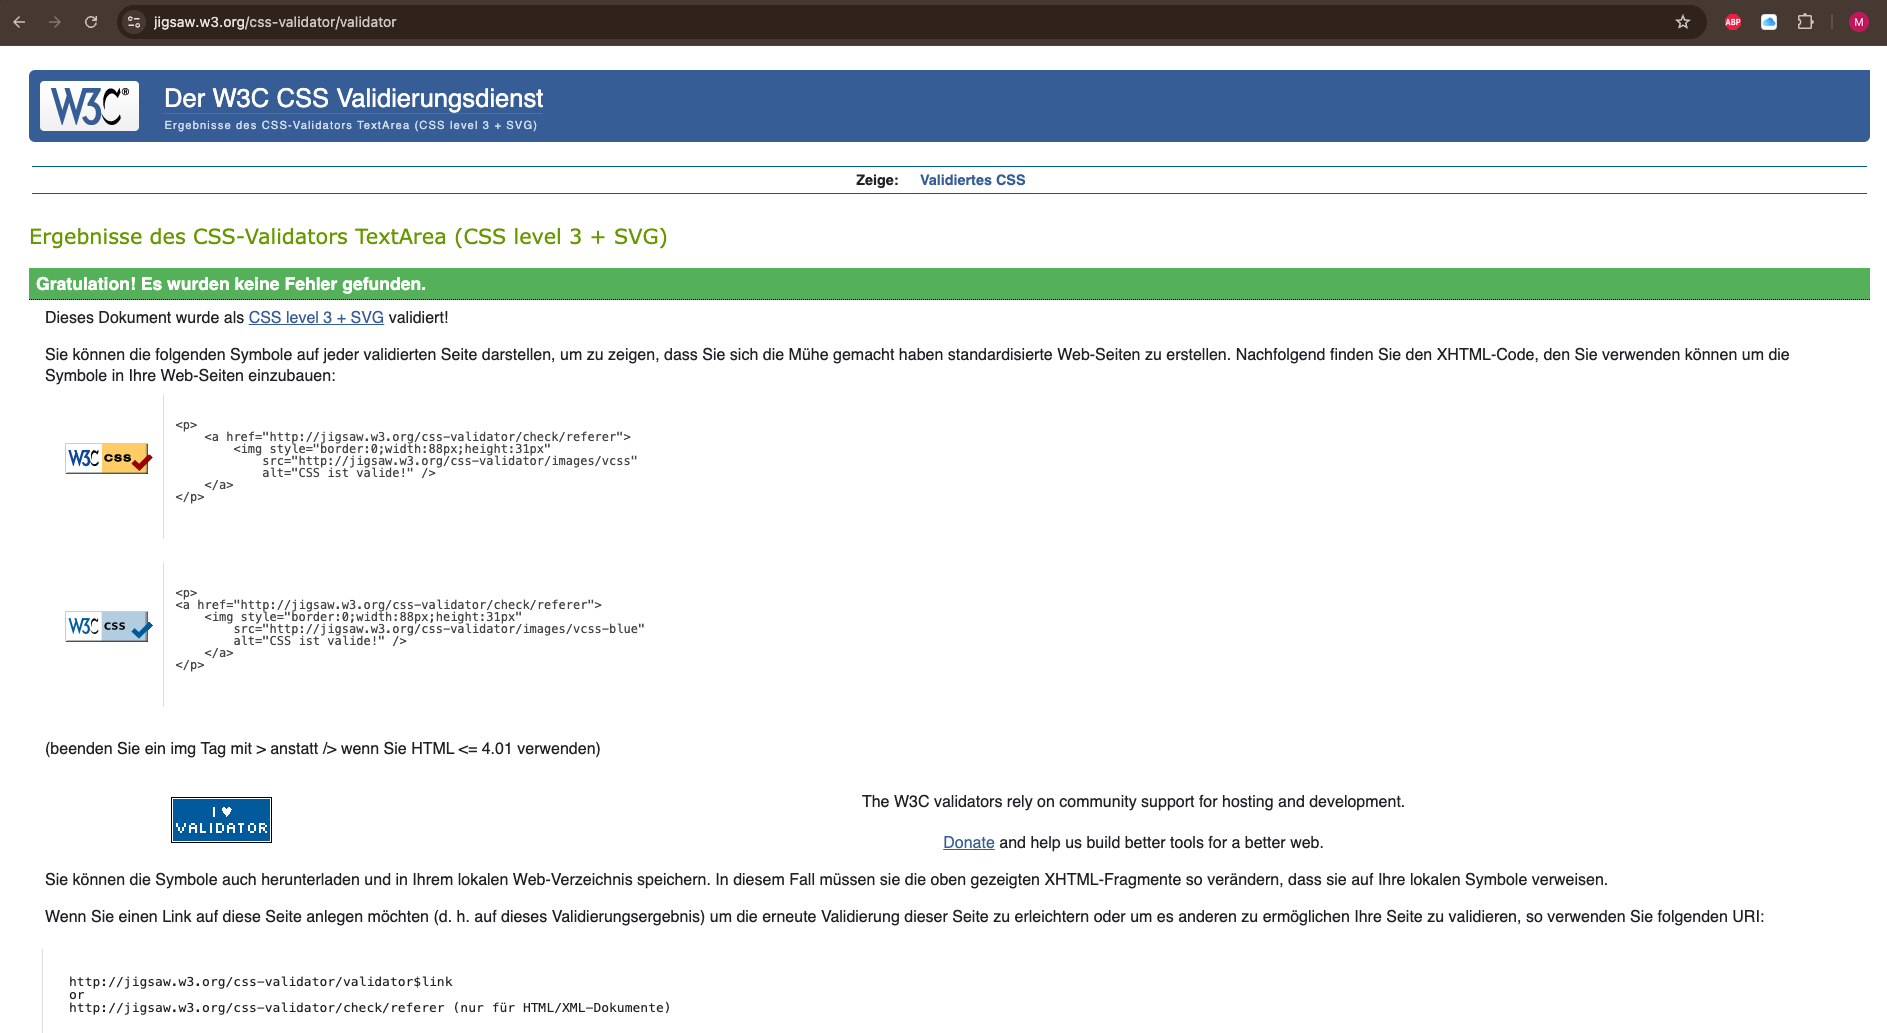 jigsaw.w3.org/css-validator/validator
ABP
M
W3C®
Der W3C CSS Validierungsdienst
Ergebnisse des CSS-Validators TextArea (CSS level 3 + SVG)
Zeige: Validiertes CSS
Ergebnisse des CSS-Validators TextArea (CSS level 3 + SVG)
Gratulation! Es wurden keine Fehler gefunden.
Dieses Dokument wurde als CSS level 3 + SVG validiert!
Sie können die folgenden Symbole auf jeder validierten Seite darstellen, um zu zeigen, dass Sie sich die Mühe gemacht haben standardisierte Web-Seiten zu erstellen. Nachfolgend finden Sie den XHTML-Code, den Sie verwenden können um die
Symbole in Ihre Web-Seiten einzubauen:
W3C css
<p>
<a href="http://jigsaw.w3.org/css-validator/check/referer">
<img style="border:0;width:88px;height:31px"
src="http://jigsaw.w3.org/css-validator/images/vcss"
alt="CSS ist valide!" />
</a>
</p>
W3C css
<p>
<a href="http://jigsaw.w3.org/css-validator/check/referer">
<img style="border:0;width:88px;height:31px"
src="http://jigsaw.w3.org/css-validator/images/vcss-blue"
alt="CSS ist valide!" />
</a>
</p>
(beenden Sie ein img Tag mit > anstatt /> wenn Sie HTML <= 4.01 verwenden)
I ♥
VALIDATOR
The W3C validators rely on community support for hosting and development.
Donate and help us build better tools for a better web.
Sie können die Symbole auch herunterladen und in Ihrem lokalen Web-Verzeichnis speichern. In diesem Fall müssen sie die oben gezeigten XHTML-Fragmente so verändern, dass sie auf Ihre lokalen Symbole verweisen.
Wenn Sie einen Link auf diese Seite anlegen möchten (d. h. auf dieses Validierungsergebnis) um die erneute Validierung dieser Seite zu erleichtern oder um es anderen zu ermöglichen Ihre Seite zu validieren, so verwenden Sie folgenden URI:
http://jigsaw.w3.org/css-validator/validator$link
or
http://jigsaw.w3.org/css-validator/check/referer (nur für HTML/XML-Dokumente)